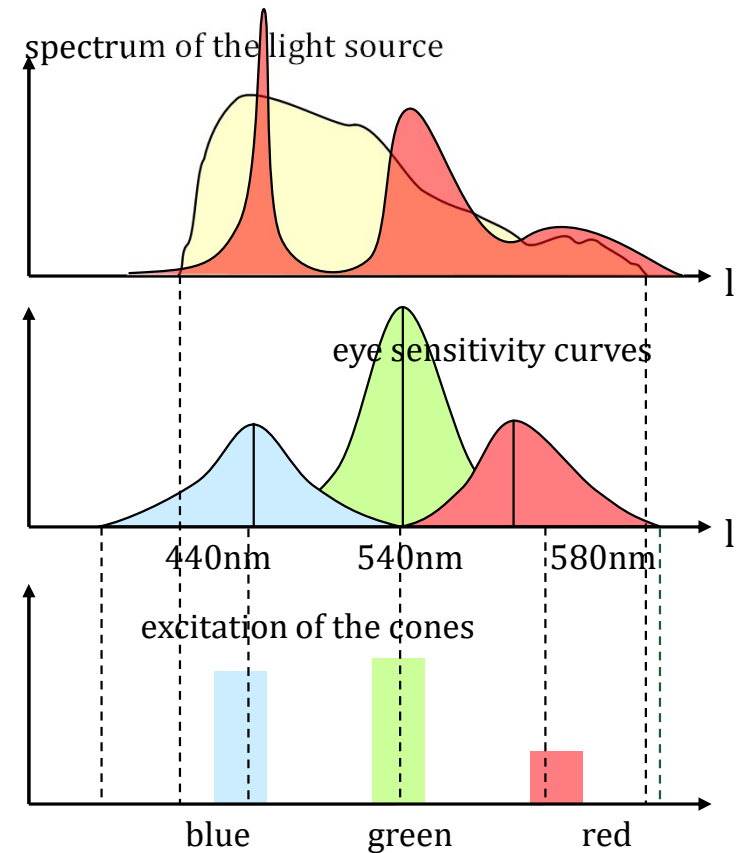 spectrum of the light source
l
eye sensitivity curves
l
440nm 540nm 580nm
excitation of the cones
blue green red